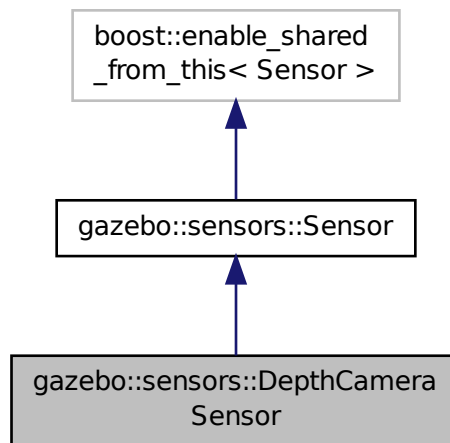 boost::enable_shared
_from_this< Sensor >
gazebo::sensors::Sensor
gazebo::sensors::DepthCamera
Sensor